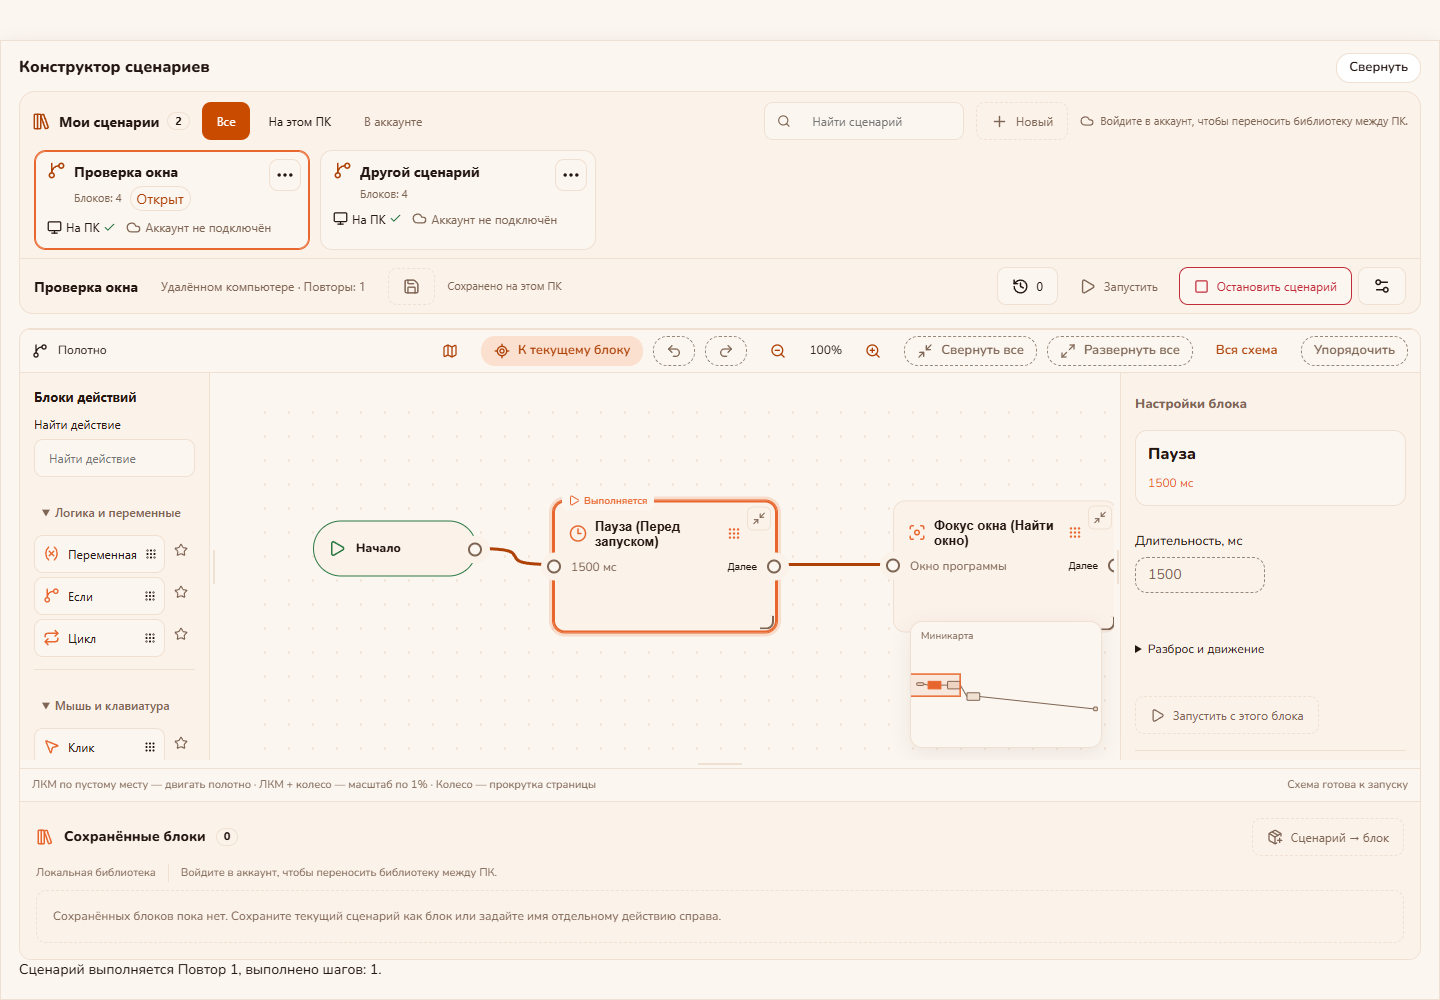 Конструктор сценариев
Свернуть
Мои сценарии 2 Все На этом ПК В аккаунте
Найти сценарий
Новый
Войдите в аккаунт, чтобы переносить библиотеку между ПК.
Проверка окна
Блоков: 4 Открыт
На ПК Аккаунт не подключён
Другой сценарий
Блоков: 4
На ПК Аккаунт не подключён
Проверка окна Удалённом компьютере · Повторы: 1 Сохранено на этом ПК
0 Запустить Остановить сценарий
Полотно К текущему блоку 100% Свернуть все Развернуть все Вся схема Упорядочить
Блоки действий
Найти действие
Найти действие
Логика и переменные
Переменная
Если
Цикл
Мышь и клавиатура
Клик
Начало
Выполняется
Пауза (Перед
запуском)
1500 мс Далее
Фокус окна (Найти
окно)
Окно программы Далее
Миникарта
Настройки блока
Пауза
1500 мс
Длительность, мс
1500
Разброс и движение
Запустить с этого блока
ЛКМ по пустому месту — двигать полотно · ЛКМ + колесо — масштаб по 1% · Колесо — прокрутка страницы
Схема готова к запуску
Сохранённые блоки 0
Сценарий → блок
Локальная библиотека Войдите в аккаунт, чтобы переносить библиотеку между ПК.
Сохранённых блоков пока нет. Сохраните текущий сценарий как блок или задайте имя отдельному действию справа.
Сценарий выполняется Повтор 1, выполнено шагов: 1.